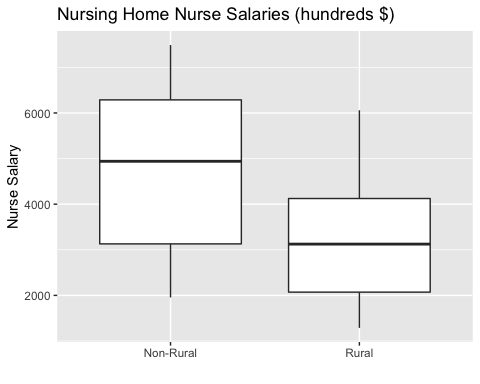 Nursing Home Nurse Salaries (hundreds $)
Nurse Salary
6000
4000
2000
Non-Rural
Rural